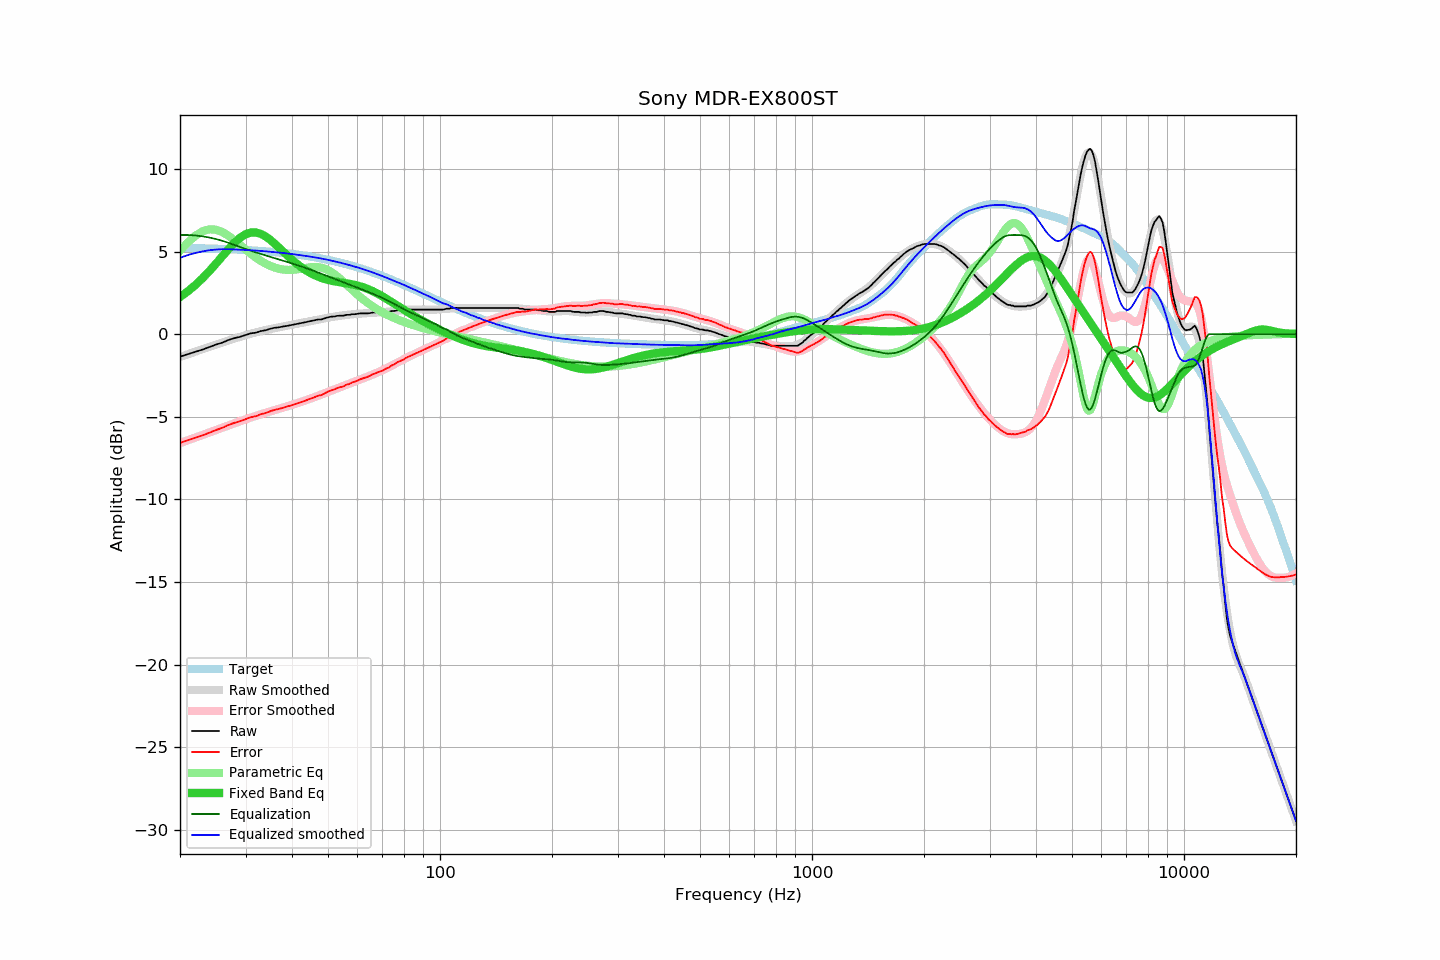 Sony MDR-EX800ST
Amplitude (dBr)
10
5
0
−5
−10
−15
−20
−25
−30
Target
Raw Smoothed
Error Smoothed
Raw
Error
Parametric Eq
Fixed Band Eq
Equalization
Equalized smoothed
100
1000
10000
Frequency (Hz)